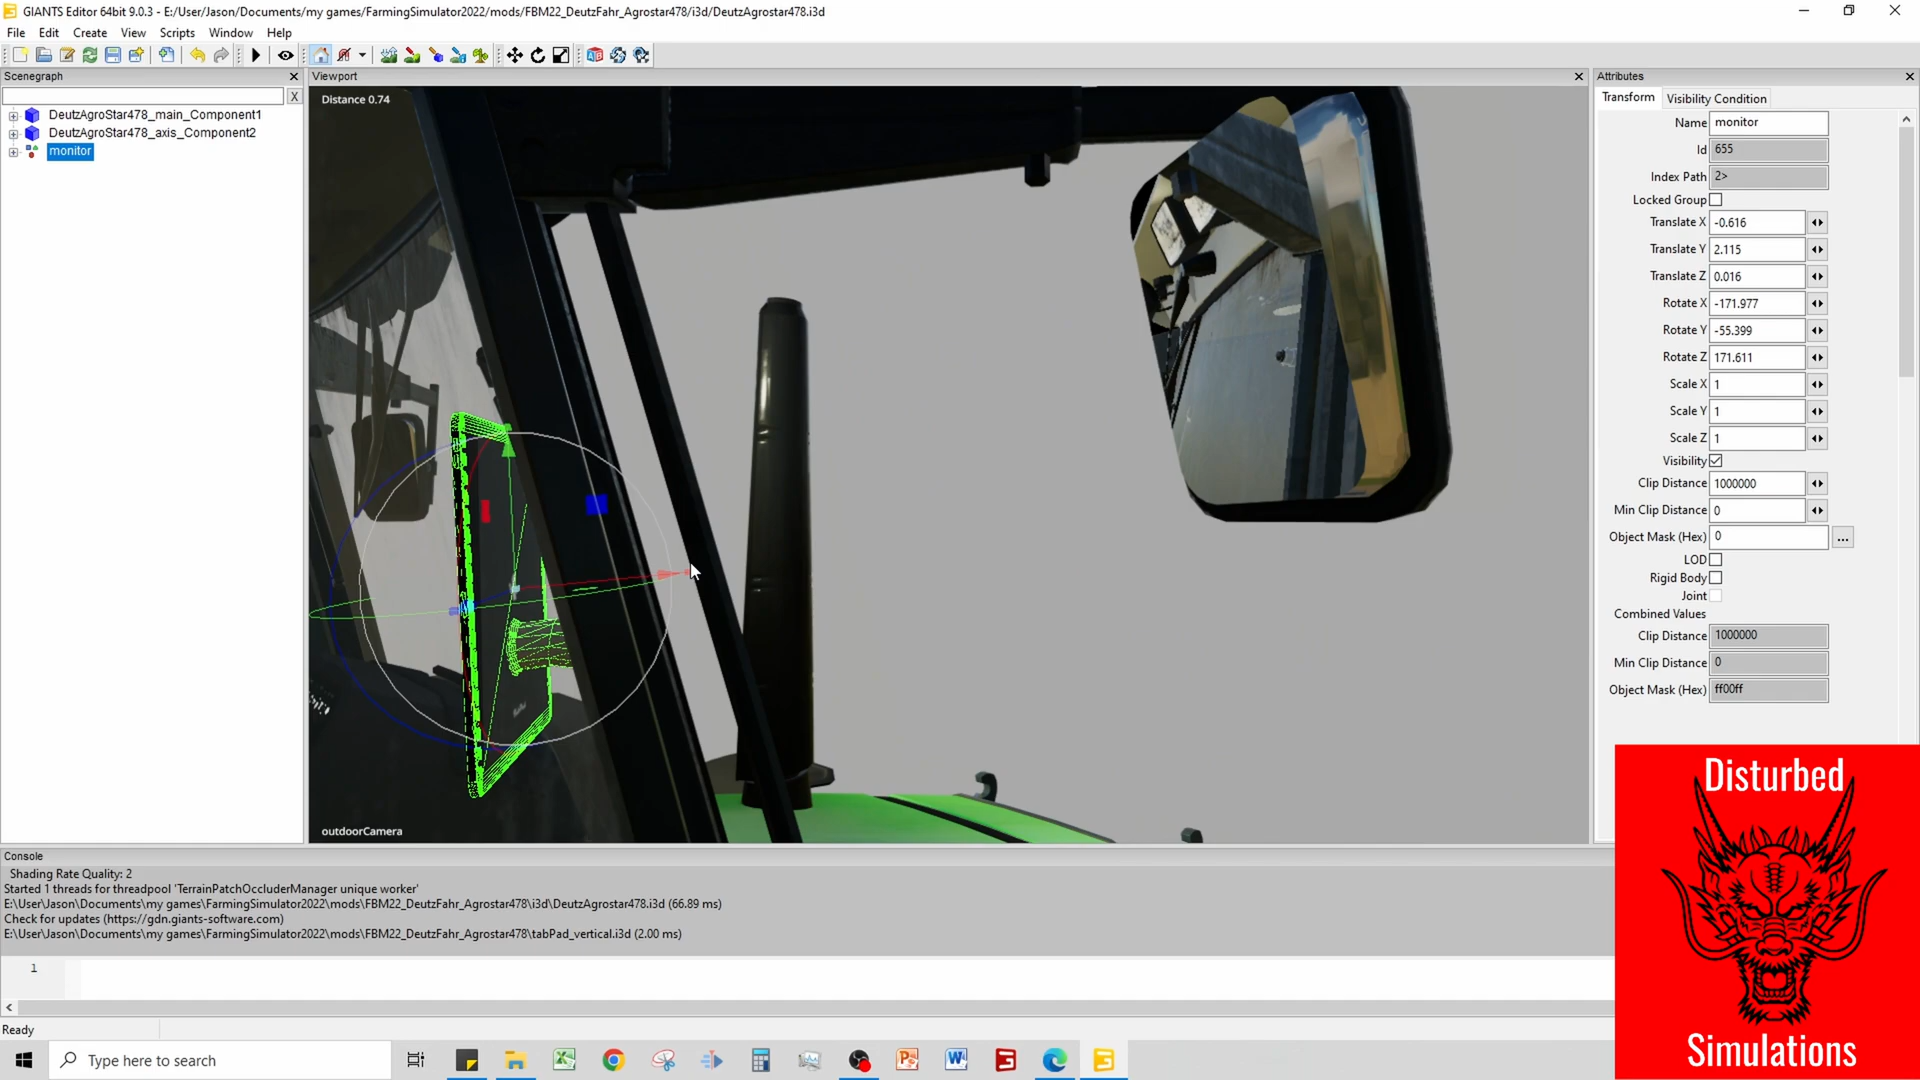 GIANTS Editor 64bit 9.0.3 - E:/User/Jason/Documents/my games/FarmingSimulator2022/mods/FBM22_DeutzFahr_Agrostar478/i3d/DeutzAgrostar478.i3d
File Edit Create View Scripts Window Help
Scenegraph
X
DeutzAgroStar478_main_Component1
DeutzAgroStar478_axis_Component2
monitor
Viewport
Distance 0.74
outdoorCamera
Attributes
Transform Visibility Condition
Name monitor
Id 655
Index Path 2>
Locked Group
Translate X -0.616
Translate Y 2.115
Translate Z 0.016
Rotate X -171.977
Rotate Y -55.399
Rotate Z 171.611
Scale X 1
Scale Y 1
Scale Z 1
Visibility
Clip Distance 1000000
Min Clip Distance 0
Object Mask (Hex) 0 ...
LOD
Rigid Body
Joint
Combined Values
Clip Distance 1000000
Min Clip Distance 0
Object Mask (Hex) ff00ff
Console
Shading Rate Quality: 2
Started 1 threads for threadpool 'TerrainPatchOccluderManager unique worker'
E:\User\Jason\Documents\my games\FarmingSimulator2022\mods\FBM22_DeutzFahr_Agrostar478\i3d\DeutzAgrostar478.i3d (66.89 ms)
Check for updates (https://gdn.giants-software.com)
E:\User\Jason\Documents\my games\FarmingSimulator2022\mods\FBM22_DeutzFahr_Agrostar478\tabPad_vertical.i3d (2.00 ms)
1
Ready
Type here to search
Disturbed
Simulations